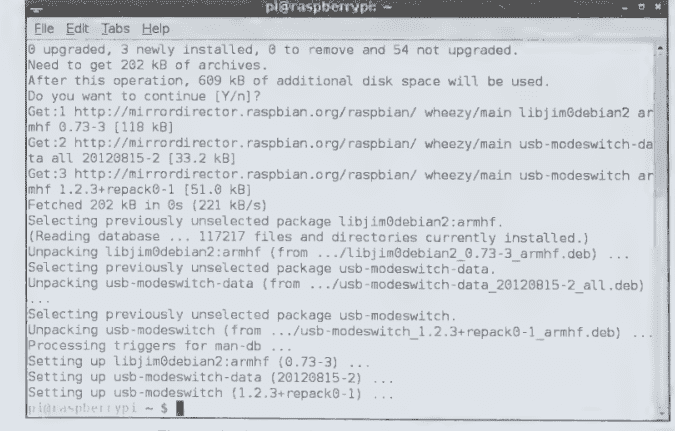 pi@raspberrypi: ~
File Edit Tabs Help
0 upgraded, 3 newly installed, 0 to remove and 54 not upgraded.
Need to get 202 kB of archives.
After this operation, 609 kB of additional disk space will be used.
Do you want to continue [Y/n]?
Get:1 http://mirrordirector.raspbian.org/raspbian/ wheezy/main libjim0debian2 ar
mhf 0.73-3 [118 kB]
Get:2 http://mirrordirector.raspbian.org/raspbian/ wheezy/main usb-modeswitch-da
ta all 20120815-2 [33.2 kB]
Get:3 http://mirrordirector.raspbian.org/raspbian/ wheezy/main usb-modeswitch ar
mhf 1.2.3+repack0-1 [51.0 kB]
Fetched 202 kB in 0s (221 kB/s)
Selecting previously unselected package libjim0debian2:armhf.
(Reading database ... 117217 files and directories currently installed.)
Unpacking libjim0debian2:armhf (from .../libjim0debian2_0.73-3_armhf.deb) ...
Selecting previously unselected package usb-modeswitch-data.
Unpacking usb-modeswitch-data (from .../usb-modeswitch-data_20120815-2_all.deb)
...
Selecting previously unselected package usb-modeswitch.
Unpacking usb-modeswitch (from .../usb-modeswitch_1.2.3+repack0-1_armhf.deb) ...
Processing triggers for man-db ...
Setting up libjim0debian2:armhf (0.73-3) ...
Setting up usb-modeswitch-data (20120815-2) ...
Setting up usb-modeswitch (1.2.3+repack0-1) ...
pi@raspberrypi ~ $